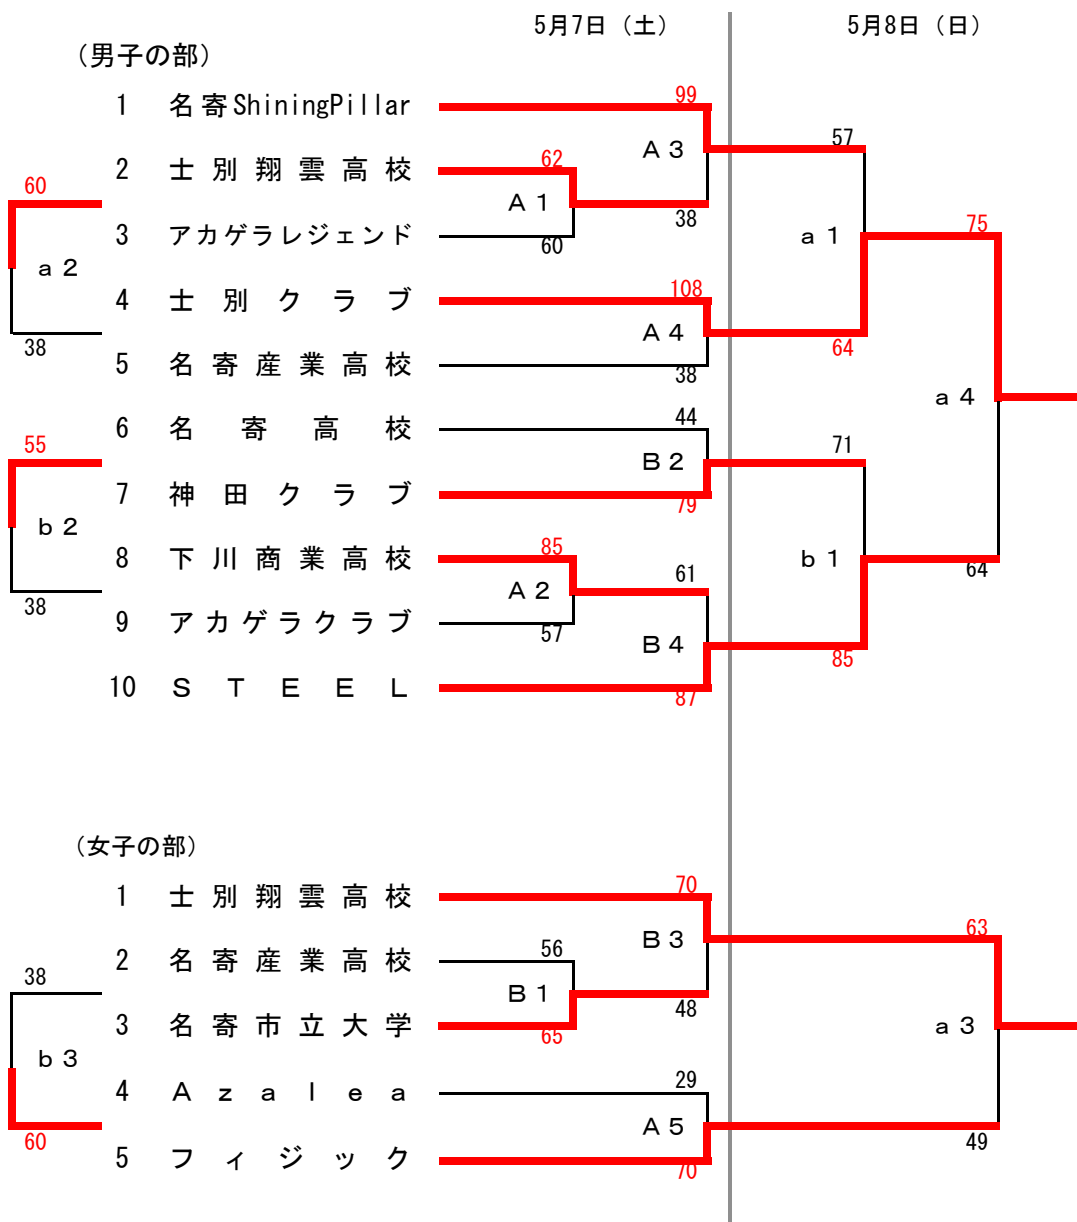 5月7日（土） 5月8日（日）
（男子の部）
1 名寄ShiningPillar 99
A3 57
2 士別翔雲高校 62
60
A1 38
3 アカゲラレジェンド 60
a1 75
a2
4 士別クラブ 108
A4
38 64
5 名寄産業高校 38
a4
6 名寄高校 44
55 71
B2
7 神田クラブ 79
b2
8 下川商業高校 85
b1 64
61
A2
38
9 アカゲラクラブ 57
B4
85
10 STEEL 87
（女子の部）
1 士別翔雲高校 70
B3 63
2 名寄産業高校 56
38
B1 48
3 名寄市立大学 65
a3
b3
4 Azalea 29
A5
60 49
5 フィジック 70